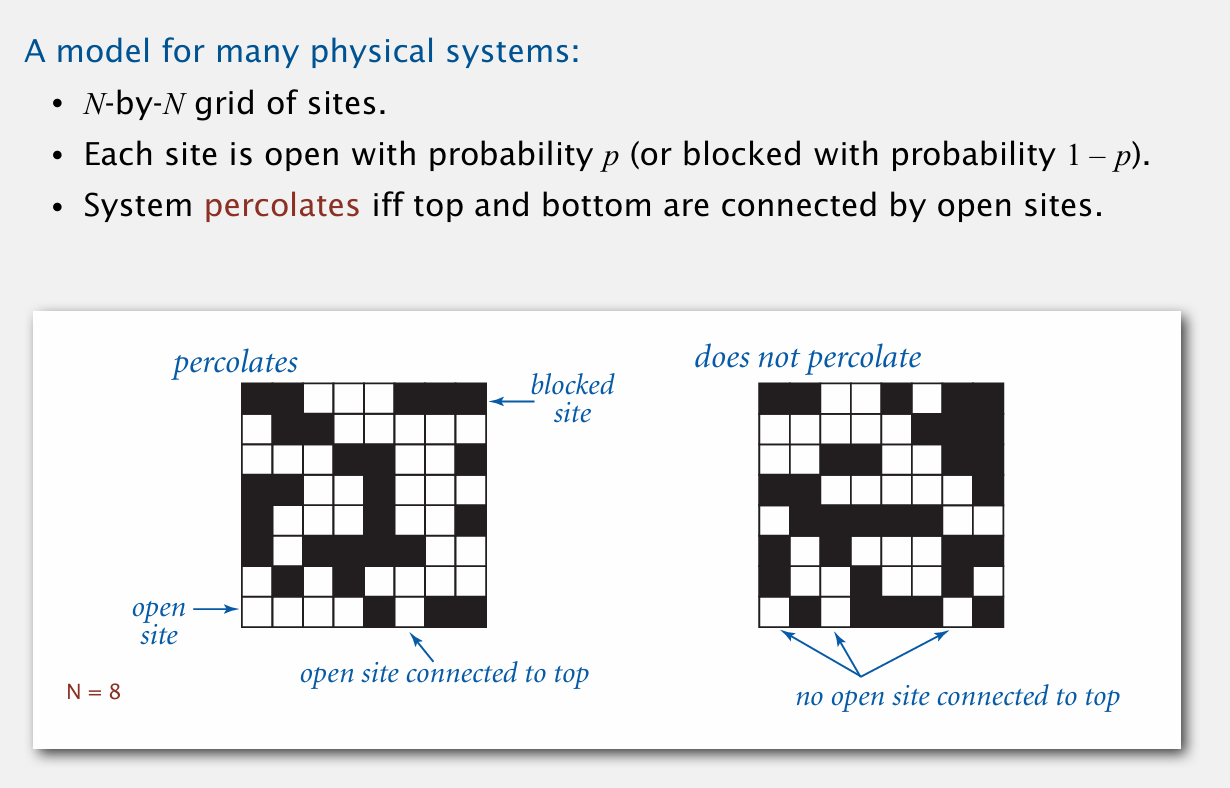 A model for many physical systems:
• N-by-N grid of sites.
• Each site is open with probability p (or blocked with probability 1 – p).
• System percolates iff top and bottom are connected by open sites.
percolates
does not percolate
blocked
site
open
site
open site connected to top
no open site connected to top
N = 8